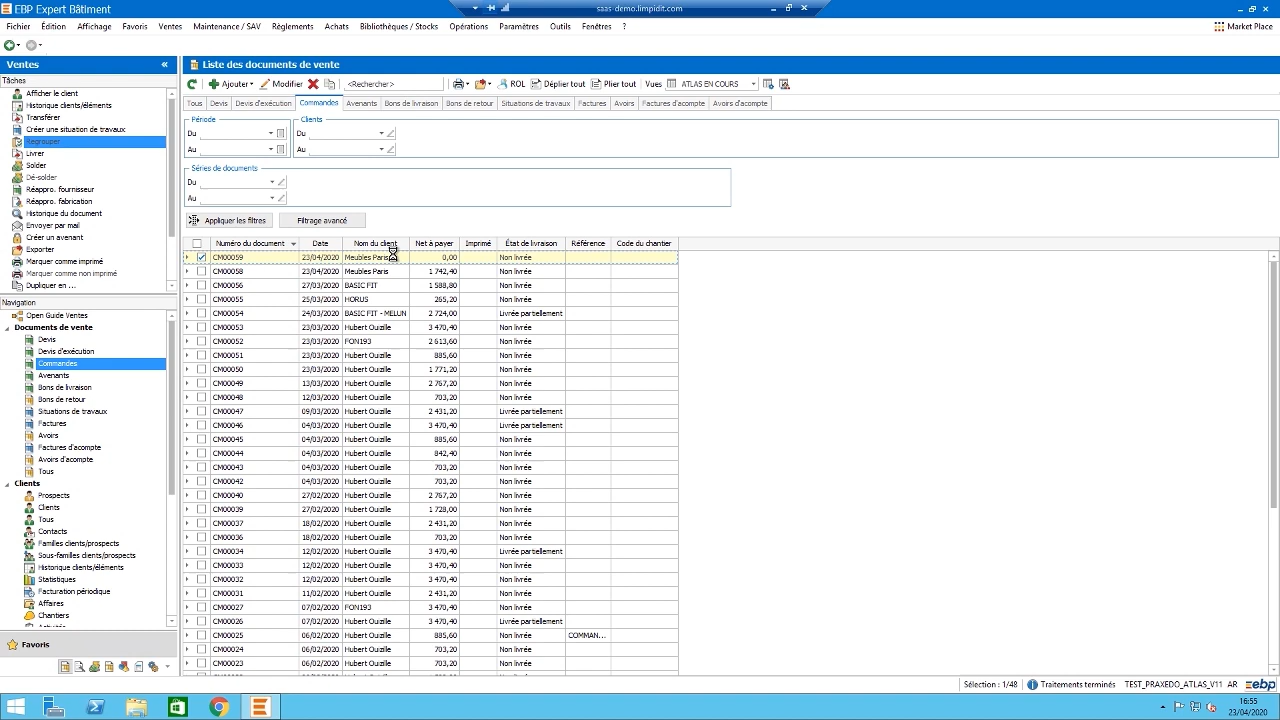 EBP Expert Bâtiment
saas-demo.limpidit.com
Fichier Édition Affichage Favoris Ventes Maintenance / SAV Règlements Achats Bibliothèques / Stocks Opérations Paramètres Outils Fenêtres ? Market Place
Ventes «
Tâches
Afficher le client
Historique clients/éléments
Transférer
Créer une situation de travaux
Regrouper
Livrer
Solder
Dé-solder
Réappro. fournisseur
Réappro. fabrication
Historique du document
Envoyer par mail
Créer un avenant
Exporter
Marquer comme imprimé
Marquer comme non imprimé
Dupliquer en ...
Navigation
Open Guide Ventes
Documents de vente
Devis
Devis d'exécution
Commandes
Avenants
Bons de livraison
Bons de retour
Situations de travaux
Factures
Avoirs
Factures d'acompte
Avoirs d'acompte
Tous
Clients
Prospects
Clients
Tous
Contacts
Familles clients/prospects
Sous-familles clients/prospects
Historique clients/éléments
Statistiques
Facturation périodique
Affaires
Chantiers
Favoris
Liste des documents de vente
Ajouter Modifier <Rechercher> ROL Déplier tout Plier tout Vues ATLAS EN COURS
Tous Devis Devis d'exécution Commandes Avenants Bons de livraison Bons de retour Situations de travaux Factures Avoirs Factures d'acompte Avoirs d'acompte
Période Clients
Du Du
Au Au
Séries de documents
Du
Au
Appliquer les filtres Filtrage avancé
Numéro du document Date Nom du client Net à payer Imprimé État de livraison Référence Code du chantier
CM00059 23/04/2020 Meubles Paris 0,00 Non livrée
CM00058 23/04/2020 Meubles Paris 1 742,40 Non livrée
CM00056 27/03/2020 BASIC FIT 1 588,80 Non livrée
CM00055 25/03/2020 HORUS 265,20 Non livrée
CM00054 24/03/2020 BASIC FIT - MELUN 2 724,00 Livrée partiellement
CM00053 23/03/2020 Hubert Ouizille 3 470,40 Non livrée
CM00052 23/03/2020 FON193 2 613,60 Non livrée
CM00051 23/03/2020 Hubert Ouizille 885,60 Non livrée
CM00050 23/03/2020 Hubert Ouizille 1 771,20 Non livrée
CM00049 13/03/2020 Hubert Ouizille 2 767,20 Non livrée
CM00048 12/03/2020 Hubert Ouizille 703,20 Non livrée
CM00047 09/03/2020 Hubert Ouizille 2 431,20 Livrée partiellement
CM00046 04/03/2020 Hubert Ouizille 3 470,40 Livrée partiellement
CM00045 04/03/2020 Hubert Ouizille 885,60 Non livrée
CM00044 04/03/2020 Hubert Ouizille 842,40 Non livrée
CM00043 04/03/2020 Hubert Ouizille 703,20 Non livrée
CM00042 04/03/2020 Hubert Ouizille 703,20 Non livrée
CM00040 27/02/2020 Hubert Ouizille 2 767,20 Non livrée
CM00039 27/02/2020 Hubert Ouizille 1 728,00 Non livrée
CM00037 18/02/2020 Hubert Ouizille 2 431,20 Non livrée
CM00036 18/02/2020 Hubert Ouizille 703,20 Non livrée
CM00034 12/02/2020 Hubert Ouizille 3 470,40 Livrée partiellement
CM00033 12/02/2020 Hubert Ouizille 3 470,40 Non livrée
CM00032 12/02/2020 Hubert Ouizille 3 470,40 Non livrée
CM00031 11/02/2020 Hubert Ouizille 2 431,20 Non livrée
CM00027 07/02/2020 FON193 3 470,40 Non livrée
CM00026 07/02/2020 Hubert Ouizille 3 470,40 Livrée partiellement
CM00025 06/02/2020 Hubert Ouizille 885,60 Non livrée COMMAN...
CM00024 06/02/2020 Hubert Ouizille 703,20 Non livrée
CM00023 06/02/2020 Hubert Ouizille 703,20 Non livrée
Sélection : 1/48 Traitements terminés TEST_PRAXEDO_ATLAS_V11 AR ebp
16:55
23/04/2020